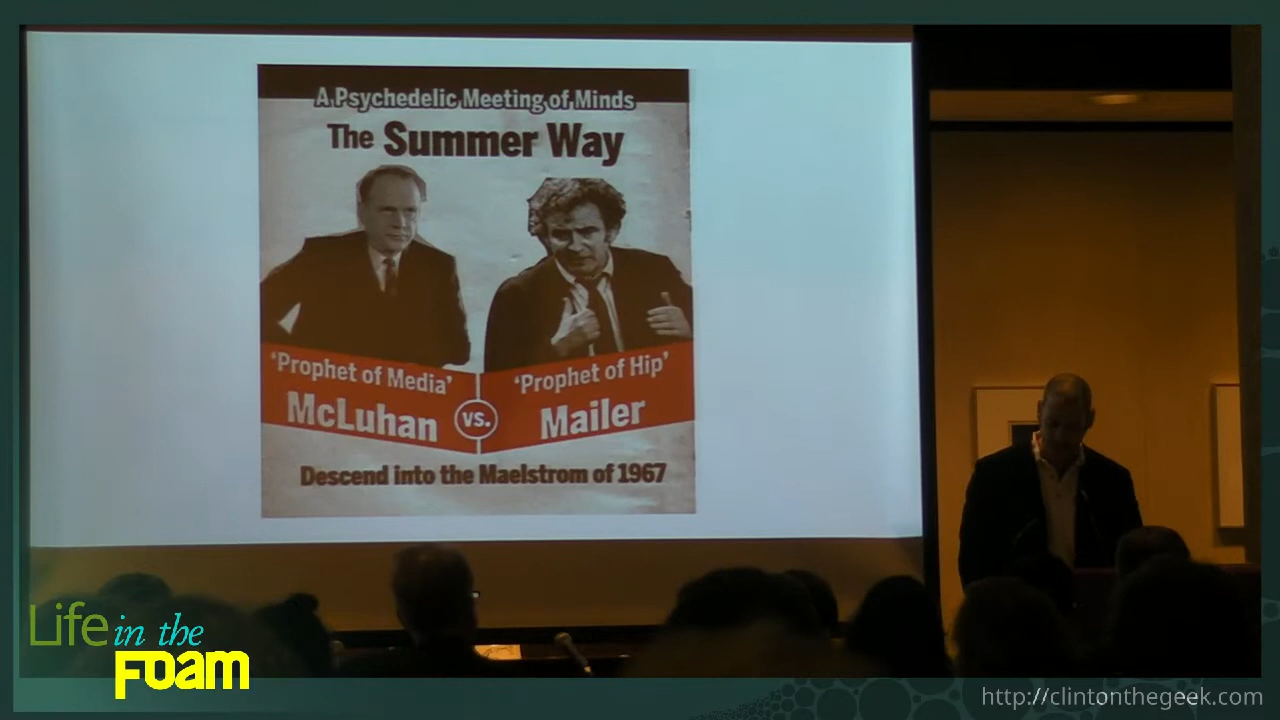 A Psychedelic Meeting of Minds
The Summer Way
'Prophet of Media'
McLuhan
vs.
'Prophet of Hip'
Mailer
Descend into the Maelstrom of 1967
Life in the
FOAM
http://clintonthegeek.com